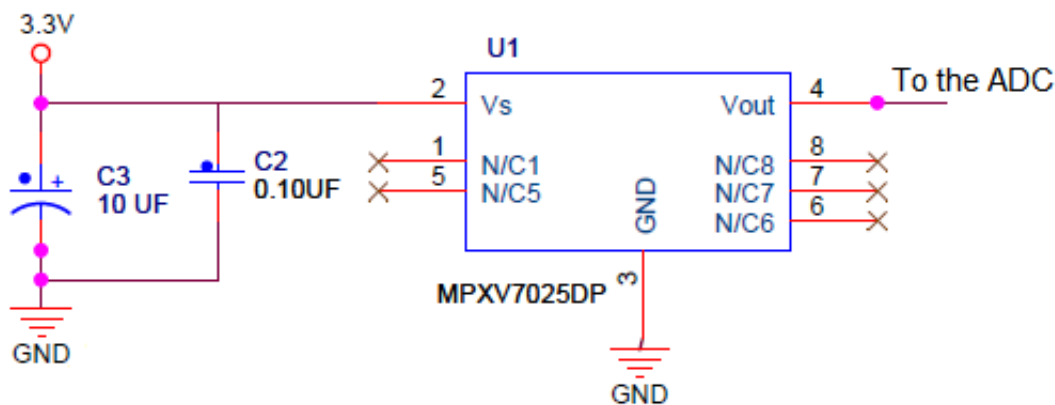 3.3V
U1
2
Vs
Vout
4
To the ADC
1
N/C1
5
N/C5
N/C8
8
N/C7
7
N/C6
6
GND
3
C3
10 UF
+
C2
0.10UF
MPXV7025DP
GND
GND